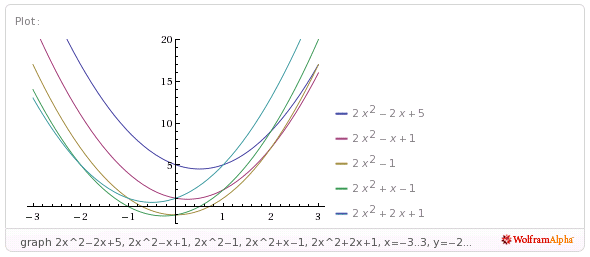 Plot:
20
15
10
5
−3 −2 −1 0 1 2 3
2 x² − 2 x + 5
2 x² − x + 1
2 x² − 1
2 x² + x − 1
2 x² + 2 x + 1
graph 2x^2−2x+5, 2x^2−x+1, 2x^2−1, 2x^2+x−1, 2x^2+2x+1, x=−3..3, y=−2... WolframAlpha